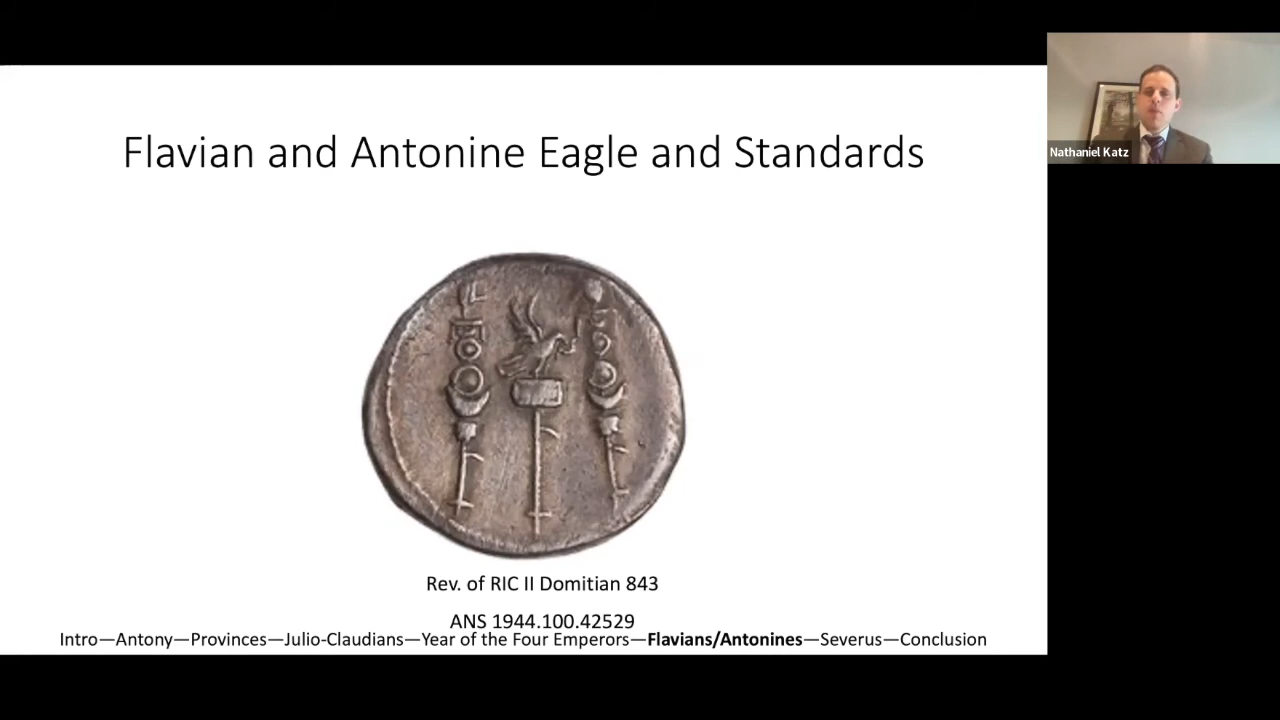 Flavian and Antonine Eagle and Standards
Nathaniel Katz
Rev. of RIC II Domitian 843
ANS 1944.100.42529
Intro—Antony—Provinces—Julio-Claudians—Year of the Four Emperors—Flavians/Antonines—Severus—Conclusion